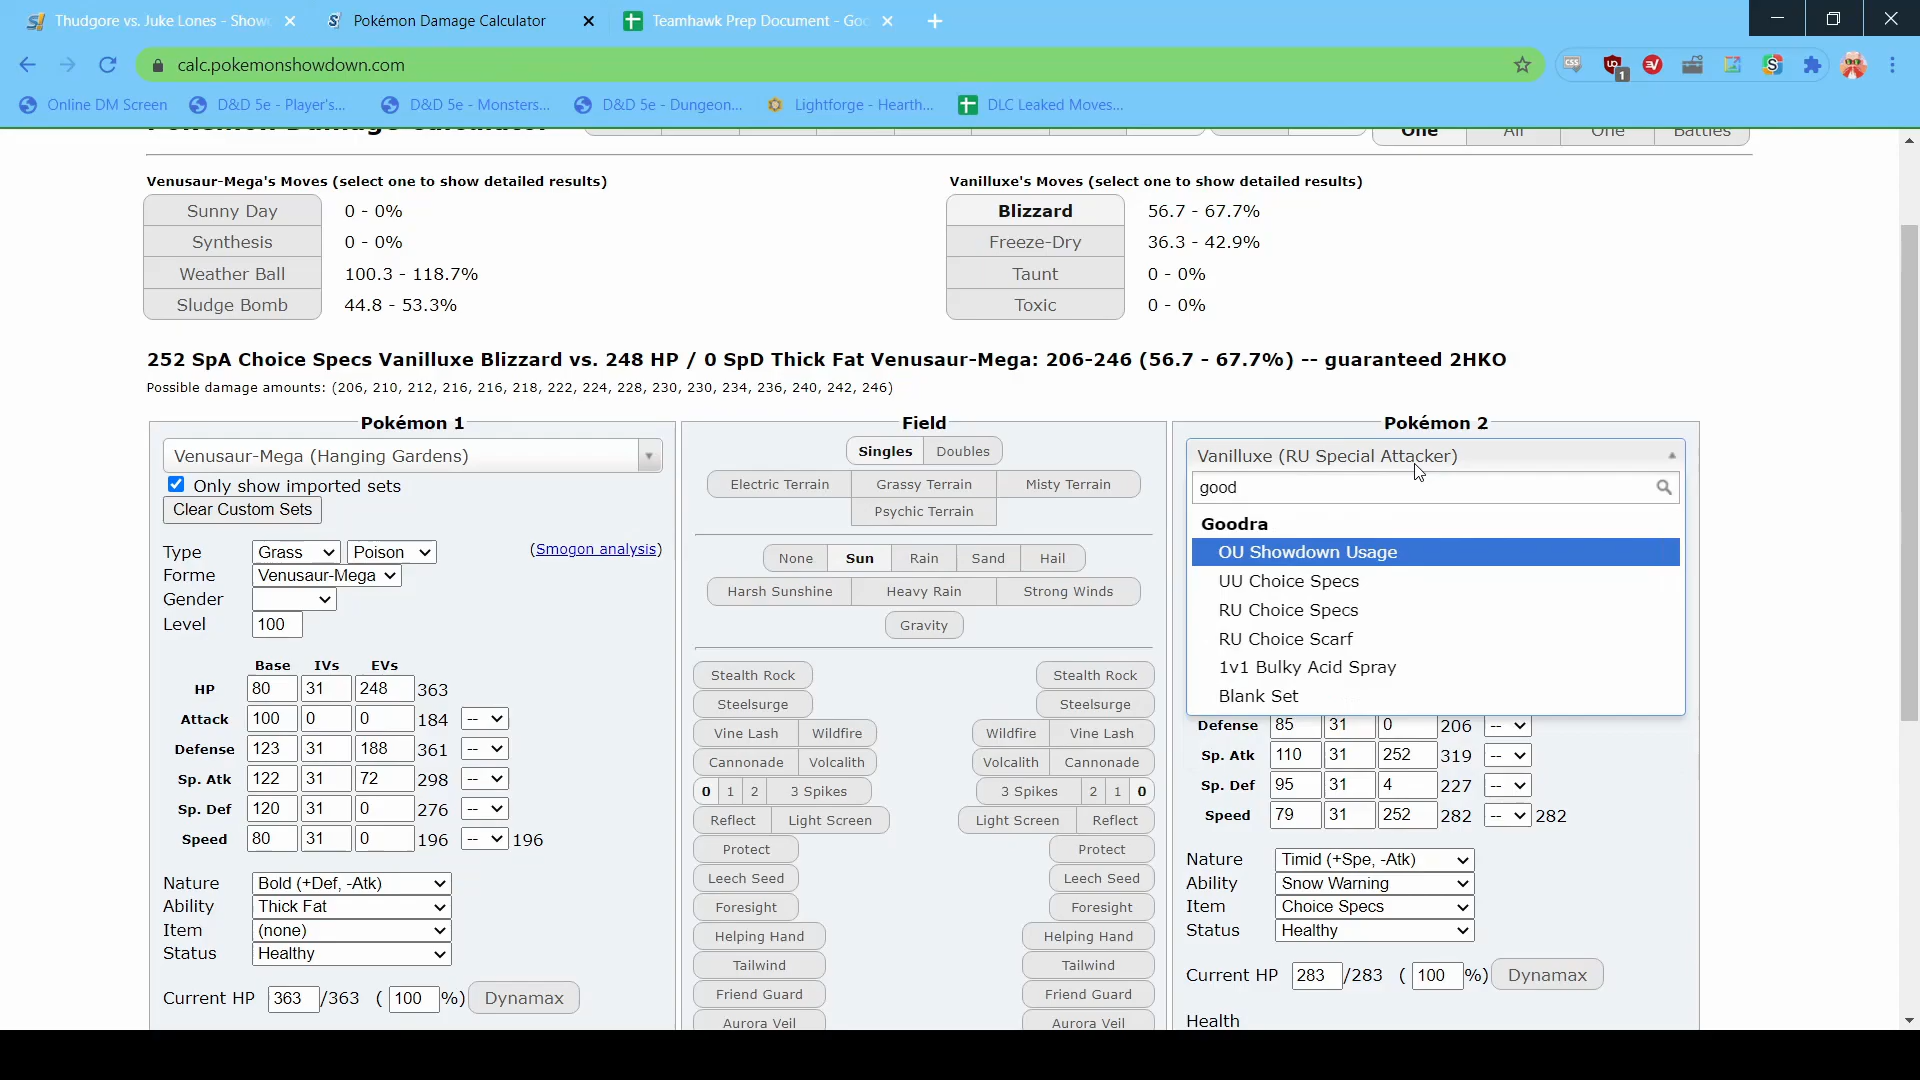 Thudgore vs. Juke Lones - Show
Pokémon Damage Calculator
Teamhawk Prep Document - Goo
calc.pokemonshowdown.com
1
Online DM Screen
D&D 5e - Player's...
D&D 5e - Monsters...
D&D 5e - Dungeon...
Lightforge - Hearth...
DLC Leaked Moves...
Pokémon Damage Calculator
One All One Battles
Venusaur-Mega's Moves (select one to show detailed results)
Sunny Day 0 - 0%
Synthesis 0 - 0%
Weather Ball 100.3 - 118.7%
Sludge Bomb 44.8 - 53.3%
Vanilluxe's Moves (select one to show detailed results)
Blizzard 56.7 - 67.7%
Freeze-Dry 36.3 - 42.9%
Taunt 0 - 0%
Toxic 0 - 0%
252 SpA Choice Specs Vanilluxe Blizzard vs. 248 HP / 0 SpD Thick Fat Venusaur-Mega: 206-246 (56.7 - 67.7%) -- guaranteed 2HKO
Possible damage amounts: (206, 210, 212, 216, 216, 218, 222, 224, 228, 230, 230, 234, 236, 240, 242, 246)
Pokémon 1
Venusaur-Mega (Hanging Gardens)
Only show imported sets
Clear Custom Sets
Type Grass Poison (Smogon analysis)
Forme Venusaur-Mega
Gender
Level 100
Base IVs EVs
HP 80 31 248 363
Attack 100 0 0 184 --
Defense 123 31 188 361 --
Sp. Atk 122 31 72 298 --
Sp. Def 120 31 0 276 --
Speed 80 31 0 196 -- 196
Nature Bold (+Def, -Atk)
Ability Thick Fat
Item (none)
Status Healthy
Current HP 363 /363 ( 100 %) Dynamax
Field
Singles Doubles
Electric Terrain Grassy Terrain Misty Terrain
Psychic Terrain
None Sun Rain Sand Hail
Harsh Sunshine Heavy Rain Strong Winds
Gravity
Stealth Rock Stealth Rock
Steelsurge Steelsurge
Vine Lash Wildfire Wildfire Vine Lash
Cannonade Volcalith Volcalith Cannonade
0 1 2 3 Spikes 3 Spikes 2 1 0
Reflect Light Screen Light Screen Reflect
Protect Protect
Leech Seed Leech Seed
Foresight Foresight
Helping Hand Helping Hand
Tailwind Tailwind
Friend Guard Friend Guard
Aurora Veil Aurora Veil
Pokémon 2
Vanilluxe (RU Special Attacker)
good
Goodra
OU Showdown Usage
UU Choice Specs
RU Choice Specs
RU Choice Scarf
1v1 Bulky Acid Spray
Blank Set
Defense 85 31 0 206 --
Sp. Atk 110 31 252 319 --
Sp. Def 95 31 4 227 --
Speed 79 31 252 282 -- 282
Nature Timid (+Spe, -Atk)
Ability Snow Warning
Item Choice Specs
Status Healthy
Current HP 283 /283 ( 100 %) Dynamax
Health